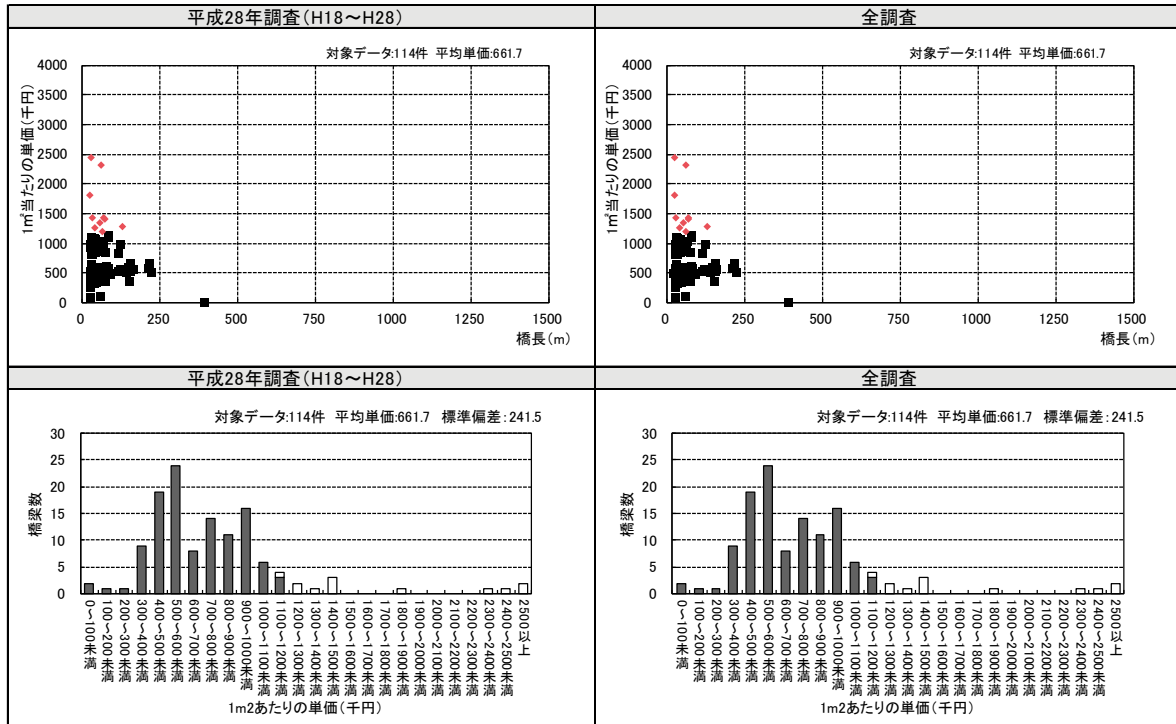 平成28年調査(H18～H28)
対象データ:114件 平均単価:661.7
1㎡当たりの単価(千円)
4000
3500
3000
2500
2000
1500
1000
500
0
0 250 500 750 1000 1250 1500
橋長(m)
全調査
対象データ:114件 平均単価:661.7
1㎡当たりの単価(千円)
4000
3500
3000
2500
2000
1500
1000
500
0
0 250 500 750 1000 1250 1500
橋長(m)
平成28年調査(H18～H28)
対象データ:114件 平均単価:661.7 標準偏差:241.5
橋梁数
30
25
20
15
10
5
0
0～100未満
100～200未満
200～300未満
300～400未満
400～500未満
500～600未満
600～700未満
700～800未満
800～900未満
900～1000未満
1000～1100未満
1100～1200未満
1200～1300未満
1300～1400未満
1400～1500未満
1500～1600未満
1600～1700未満
1700～1800未満
1800～1900未満
1900～2000未満
2000～2100未満
2100～2200未満
2200～2300未満
2300～2400未満
2400～2500未満
2500以上
1m2あたりの単価(千円)
全調査
対象データ:114件 平均単価:661.7 標準偏差:241.5
橋梁数
30
25
20
15
10
5
0
0～100未満
100～200未満
200～300未満
300～400未満
400～500未満
500～600未満
600～700未満
700～800未満
800～900未満
900～1000未満
1000～1100未満
1100～1200未満
1200～1300未満
1300～1400未満
1400～1500未満
1500～1600未満
1600～1700未満
1700～1800未満
1800～1900未満
1900～2000未満
2000～2100未満
2100～2200未満
2200～2300未満
2300～2400未満
2400～2500未満
2500以上
1m2あたりの単価(千円)